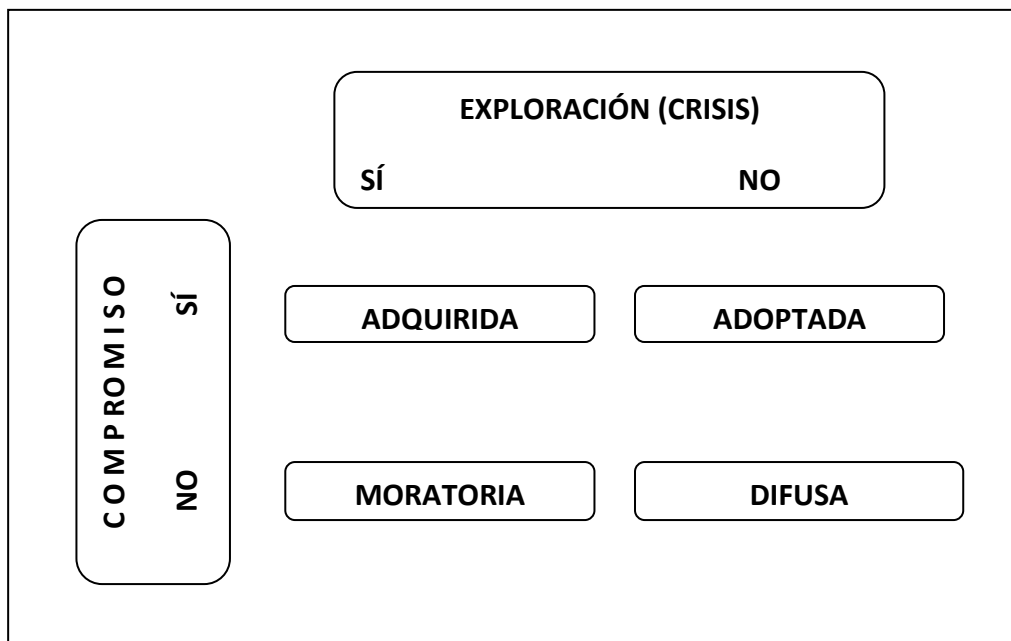 EXPLORACIÓN (CRISIS)
SÍ NO
COMPROMISO
SÍ
NO
ADQUIRIDA
ADOPTADA
MORATORIA
DIFUSA